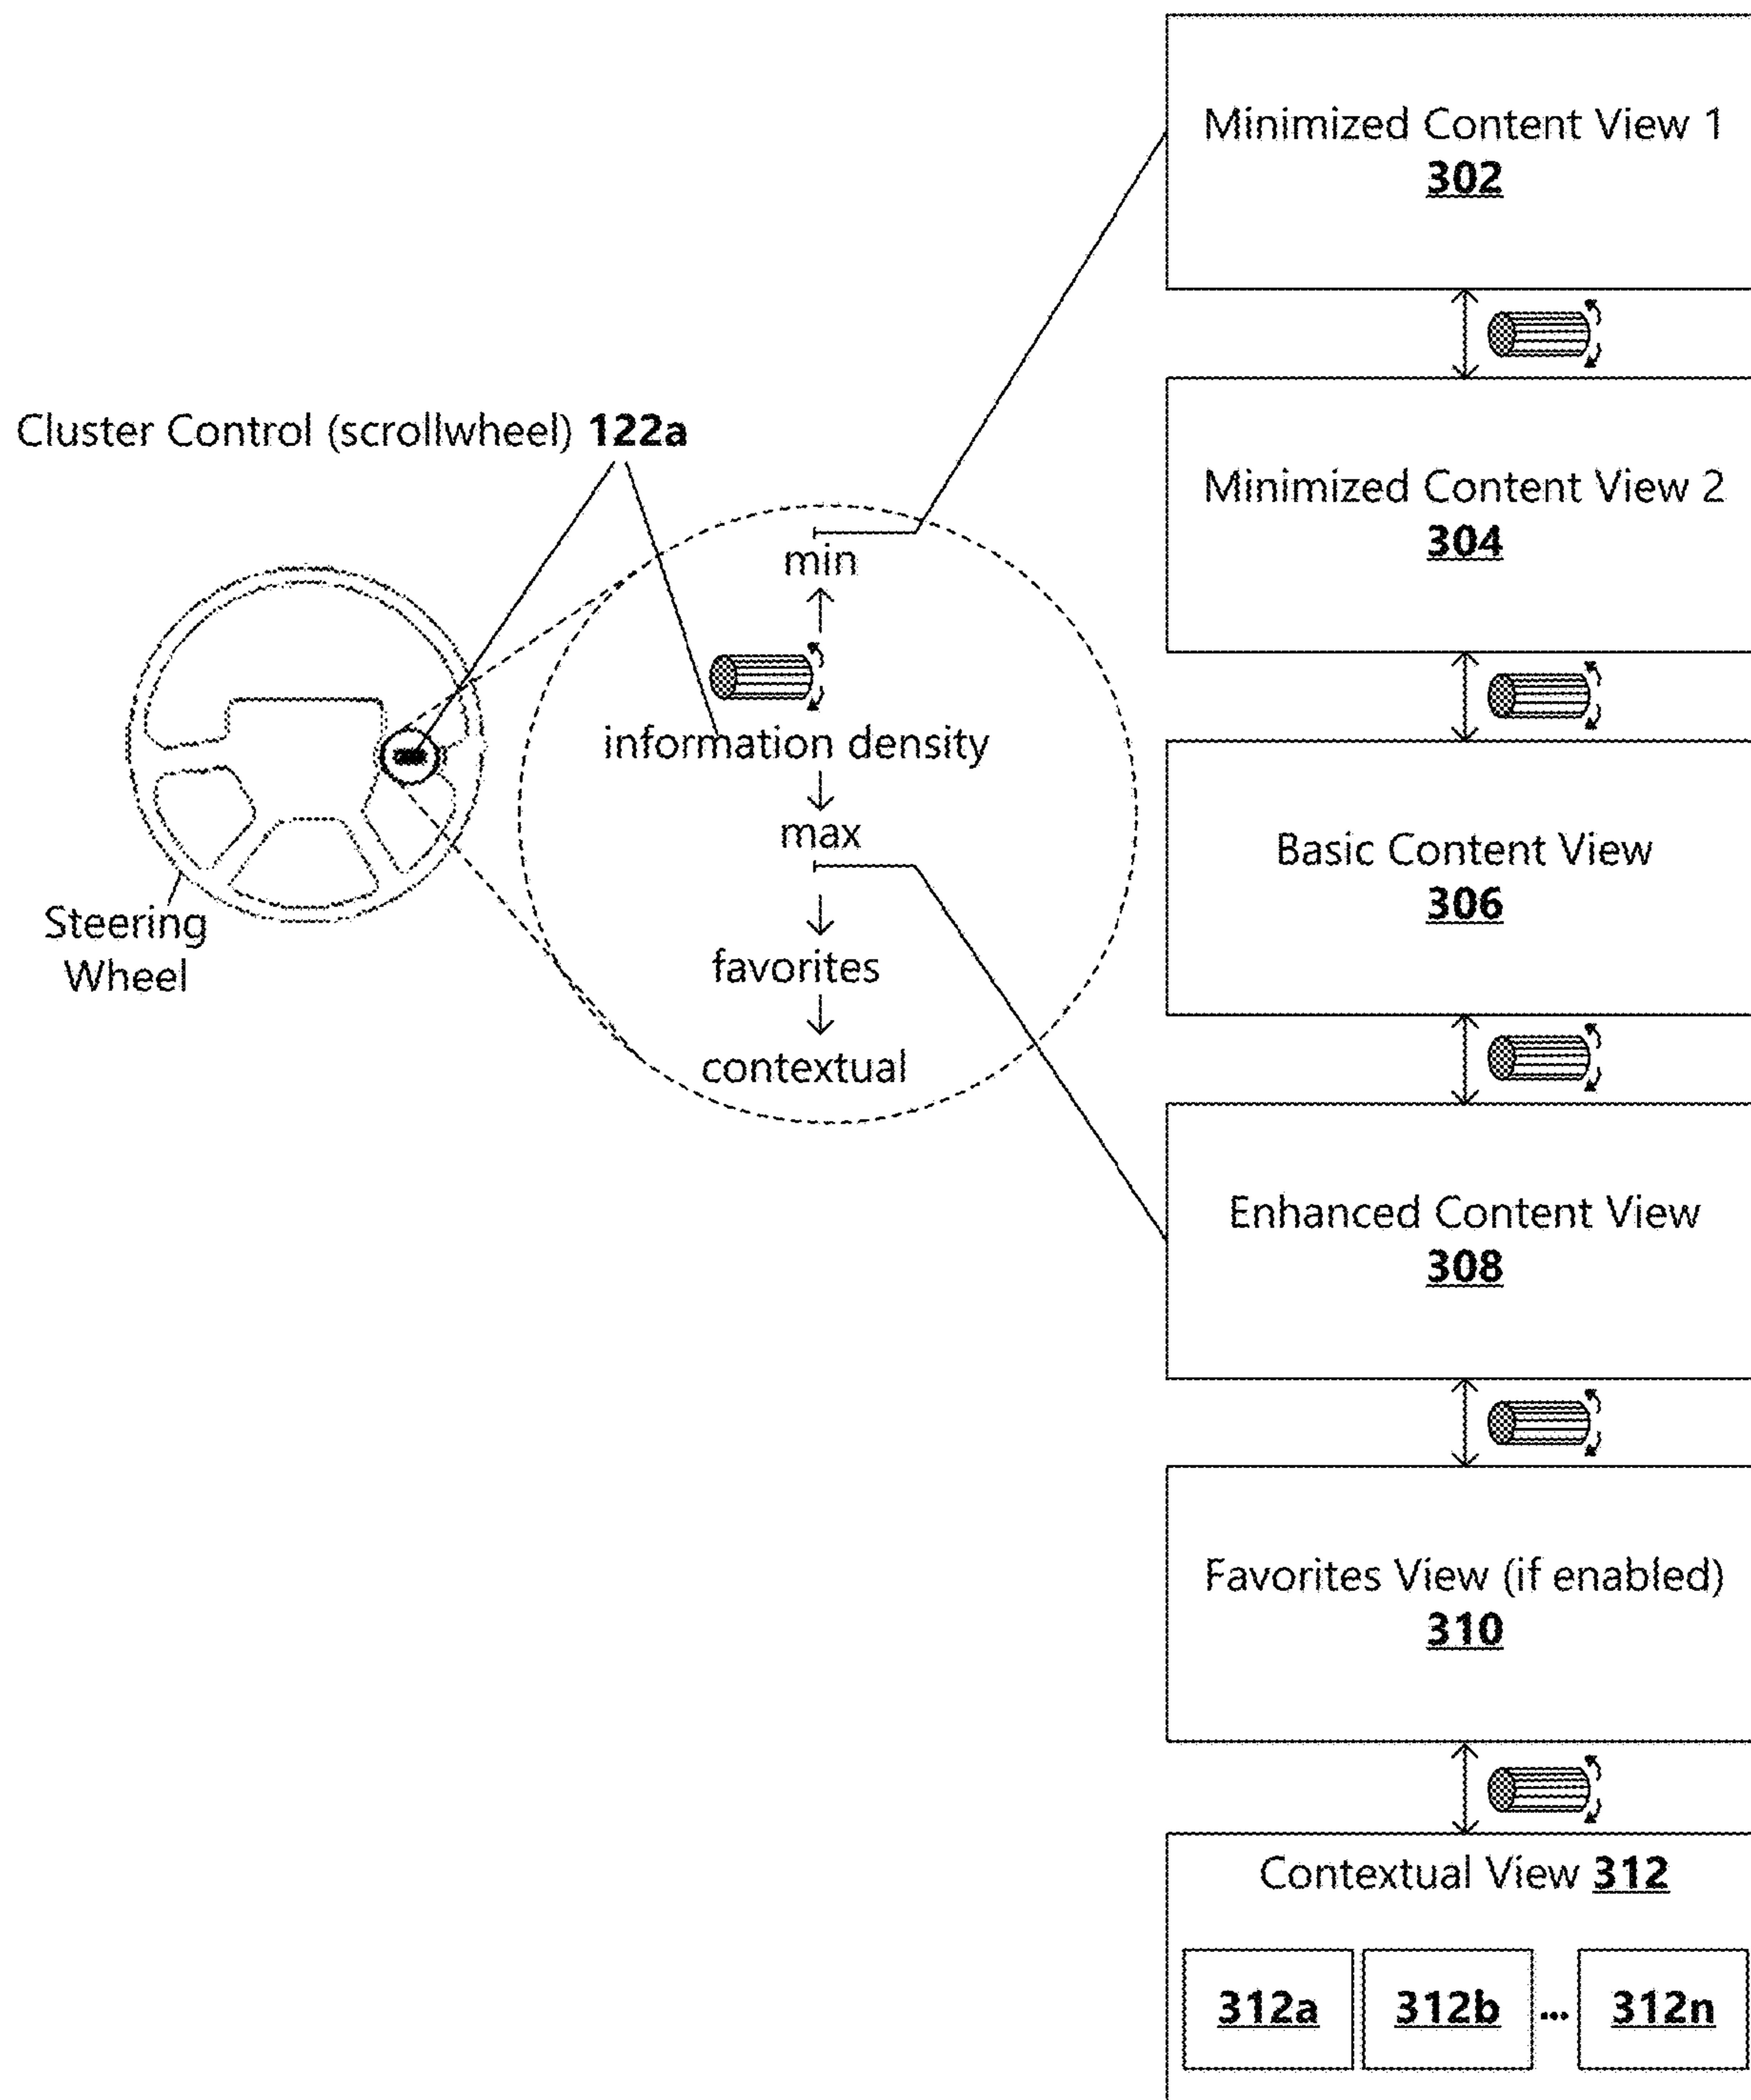 Minimized Content View 1
302
Minimized Content View 2
304
Cluster Control (scrollwheel) 122a
min
information density
max
favorites
contextual
Steering
Wheel
Basic Content View
306
Enhanced Content View
308
Favorites View (if enabled)
310
Contextual View 312
312a 312b ... 312n